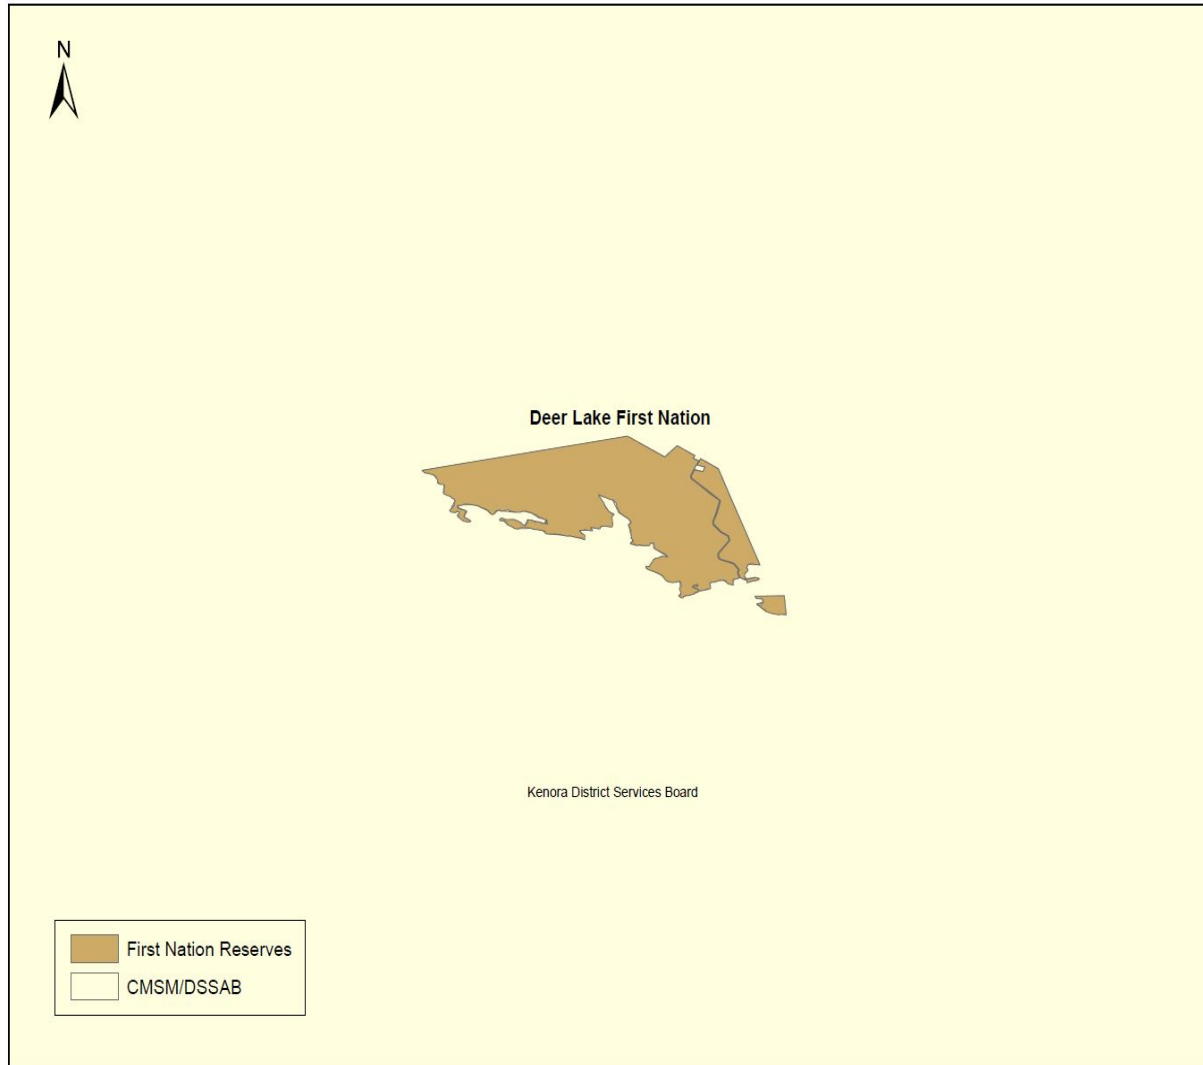 N
Deer Lake First Nation
Kenora District Services Board
First Nation Reserves
CMSM/DSSAB